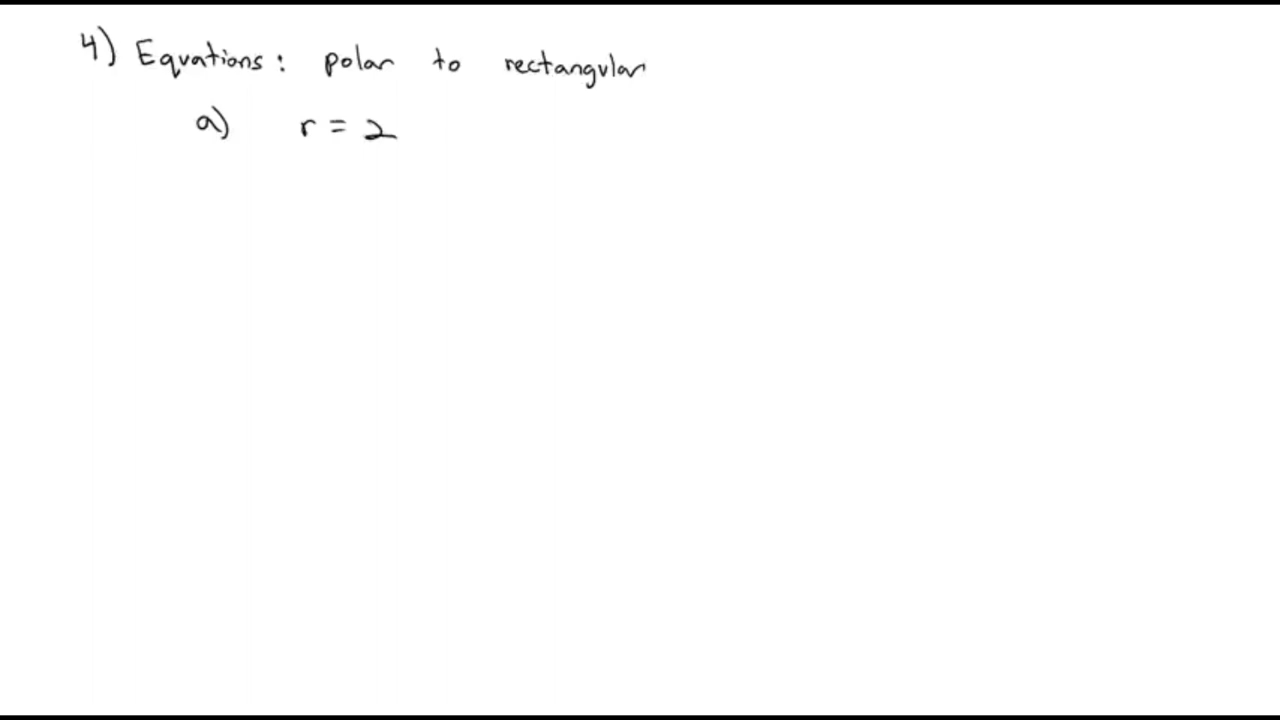 4) Equations: polar to rectangular
a) r = 2